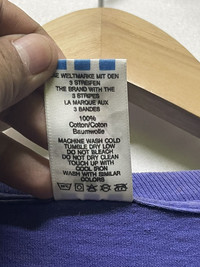 DIE WELTMARKE MIT DEN
3 STREIFEN
THE BRAND WITH THE
3 STRIPES
LA MARQUE AUX
3 BANDES
100%
Cotton/Coton
Baumwolle
MACHINE WASH COLD
TUMBLE DRY LOW
DO NOT BLEACH
DO NOT DRY CLEAN
TOUCH UP WITH
COOL IRON
WASH WITH SIMILAR
COLORS